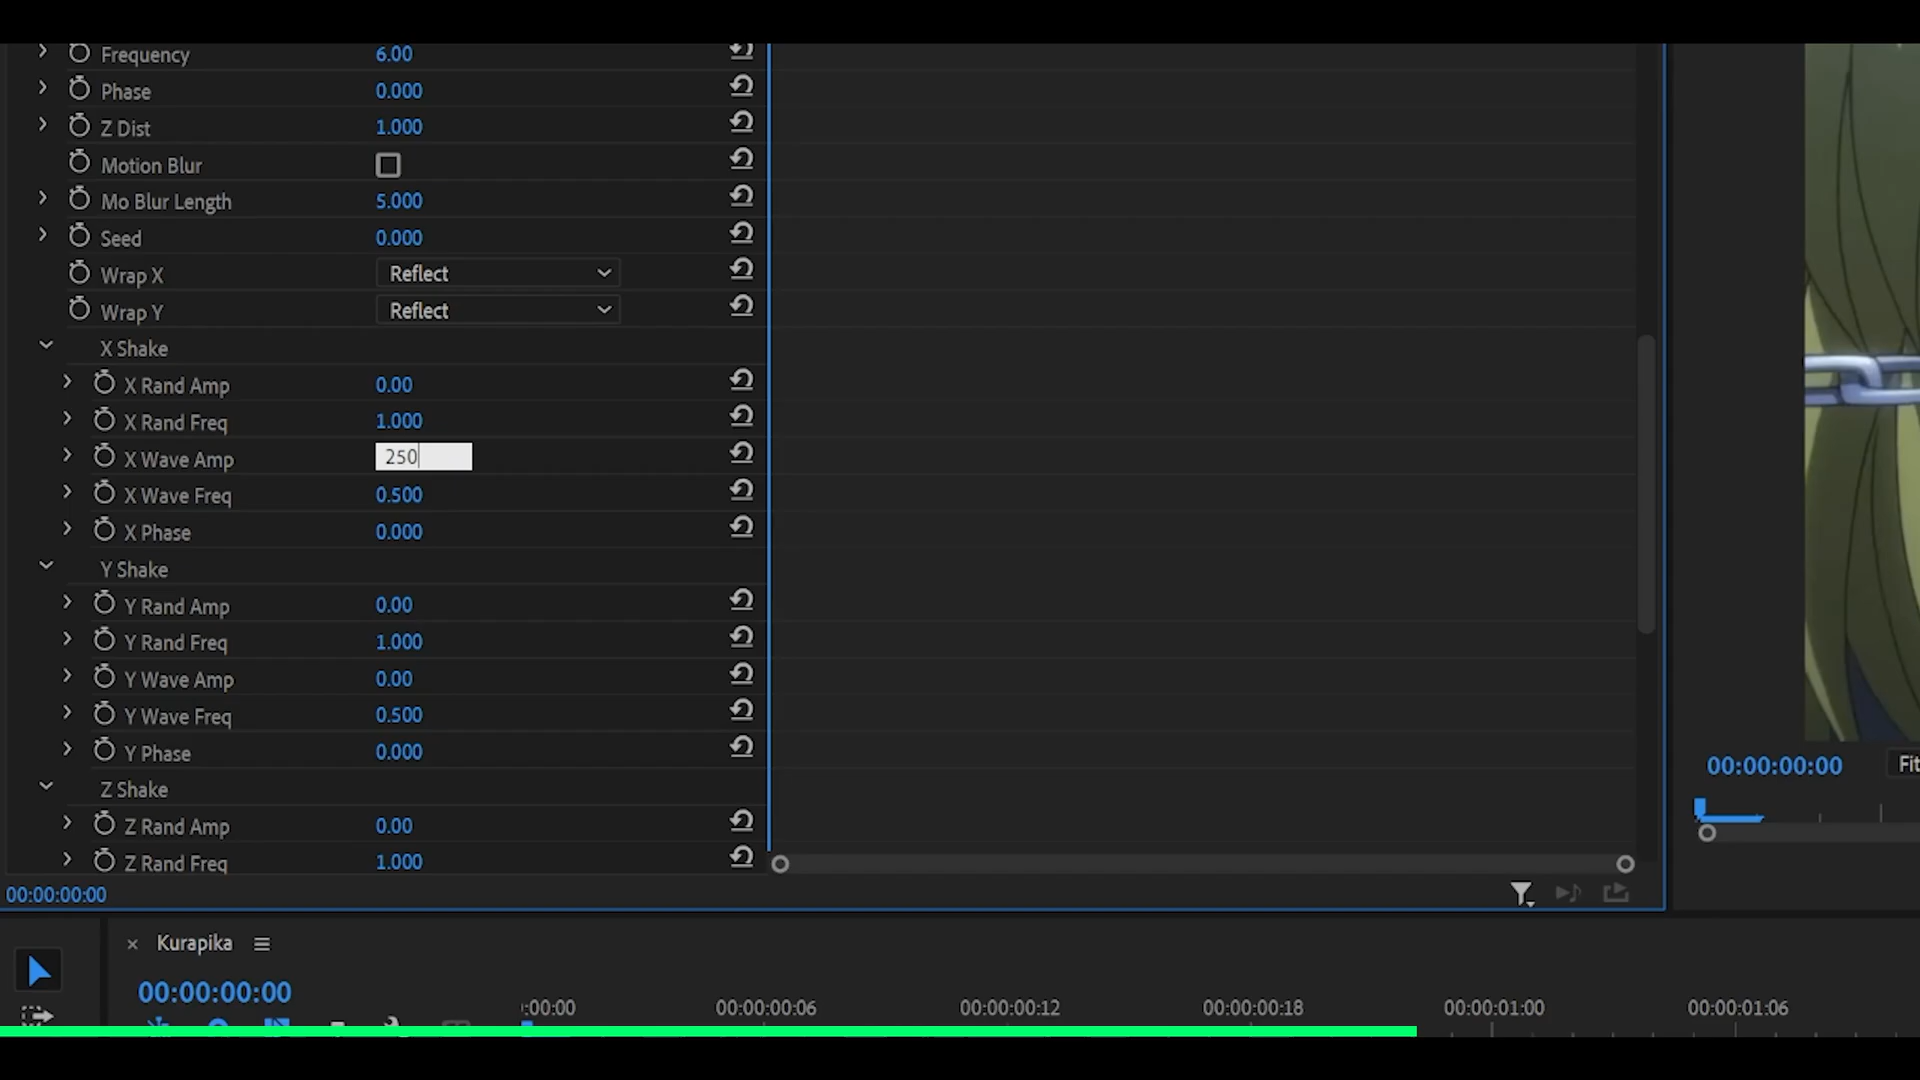 Frequency 6.00
Phase 0.000
Z Dist 1.000
Motion Blur
Mo Blur Length 5.000
Seed 0.000
Wrap X Reflect
Wrap Y Reflect
X Shake
X Rand Amp 0.00
X Rand Freq 1.000
X Wave Amp 250
X Wave Freq 0.500
X Phase 0.000
Y Shake
Y Rand Amp 0.00
Y Rand Freq 1.000
Y Wave Amp 0.00
Y Wave Freq 0.500
Y Phase 0.000
Z Shake
Z Rand Amp 0.00
Z Rand Freq 1.000
00:00:00:00
00:00:00:00 Fit
Kurapika
00:00:00:00
:00:00 00:00:00:06 00:00:00:12 00:00:00:18 00:00:01:00 00:00:01:06